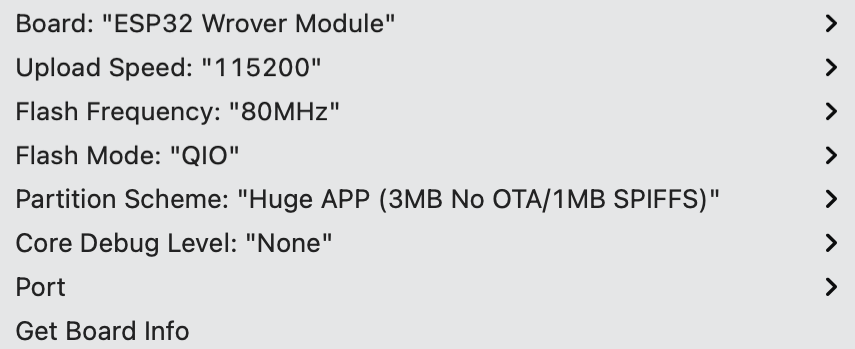 Board: "ESP32 Wrover Module"
Upload Speed: "115200"
Flash Frequency: "80MHz"
Flash Mode: "QIO"
Partition Scheme: "Huge APP (3MB No OTA/1MB SPIFFS)"
Core Debug Level: "None"
Port
Get Board Info